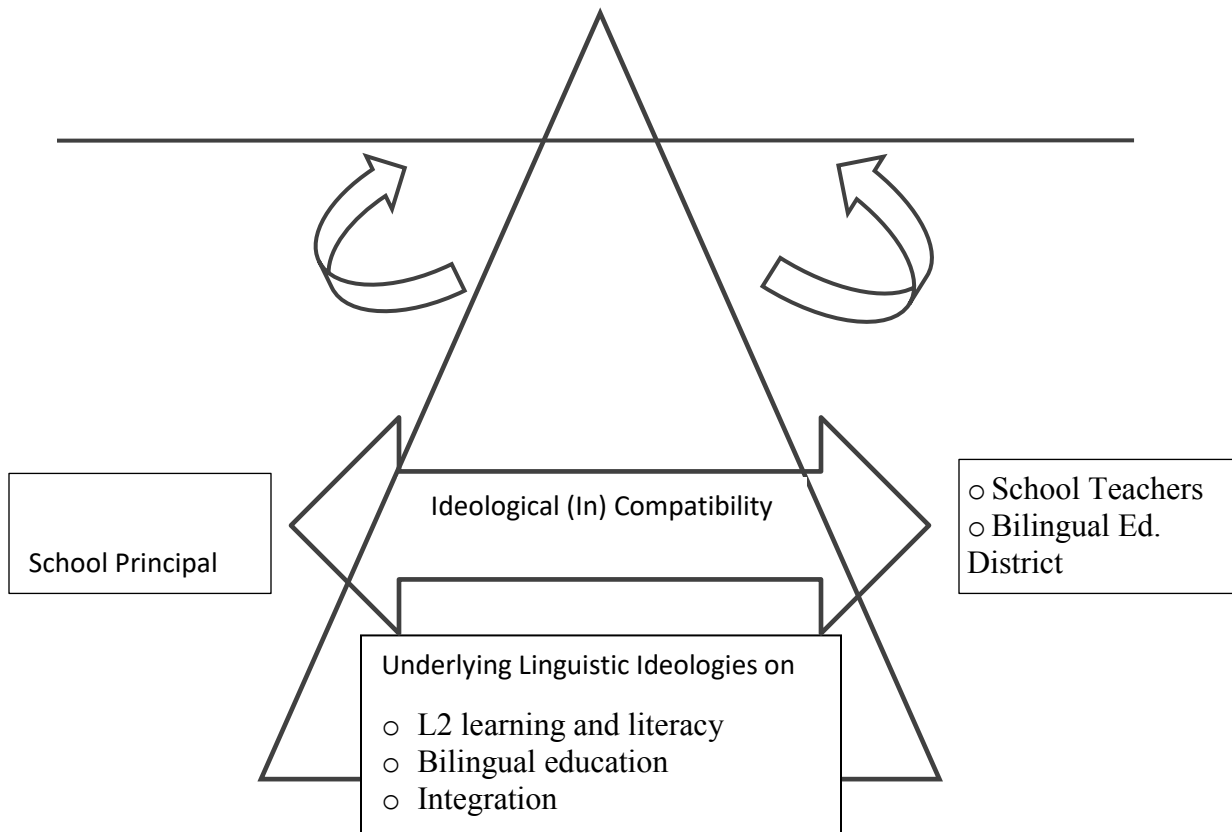 Ideological (In) Compatibility
School Principal
○ School Teachers
○ Bilingual Ed.
District
Underlying Linguistic Ideologies on
○ L2 learning and literacy
○ Bilingual education
○ Integration